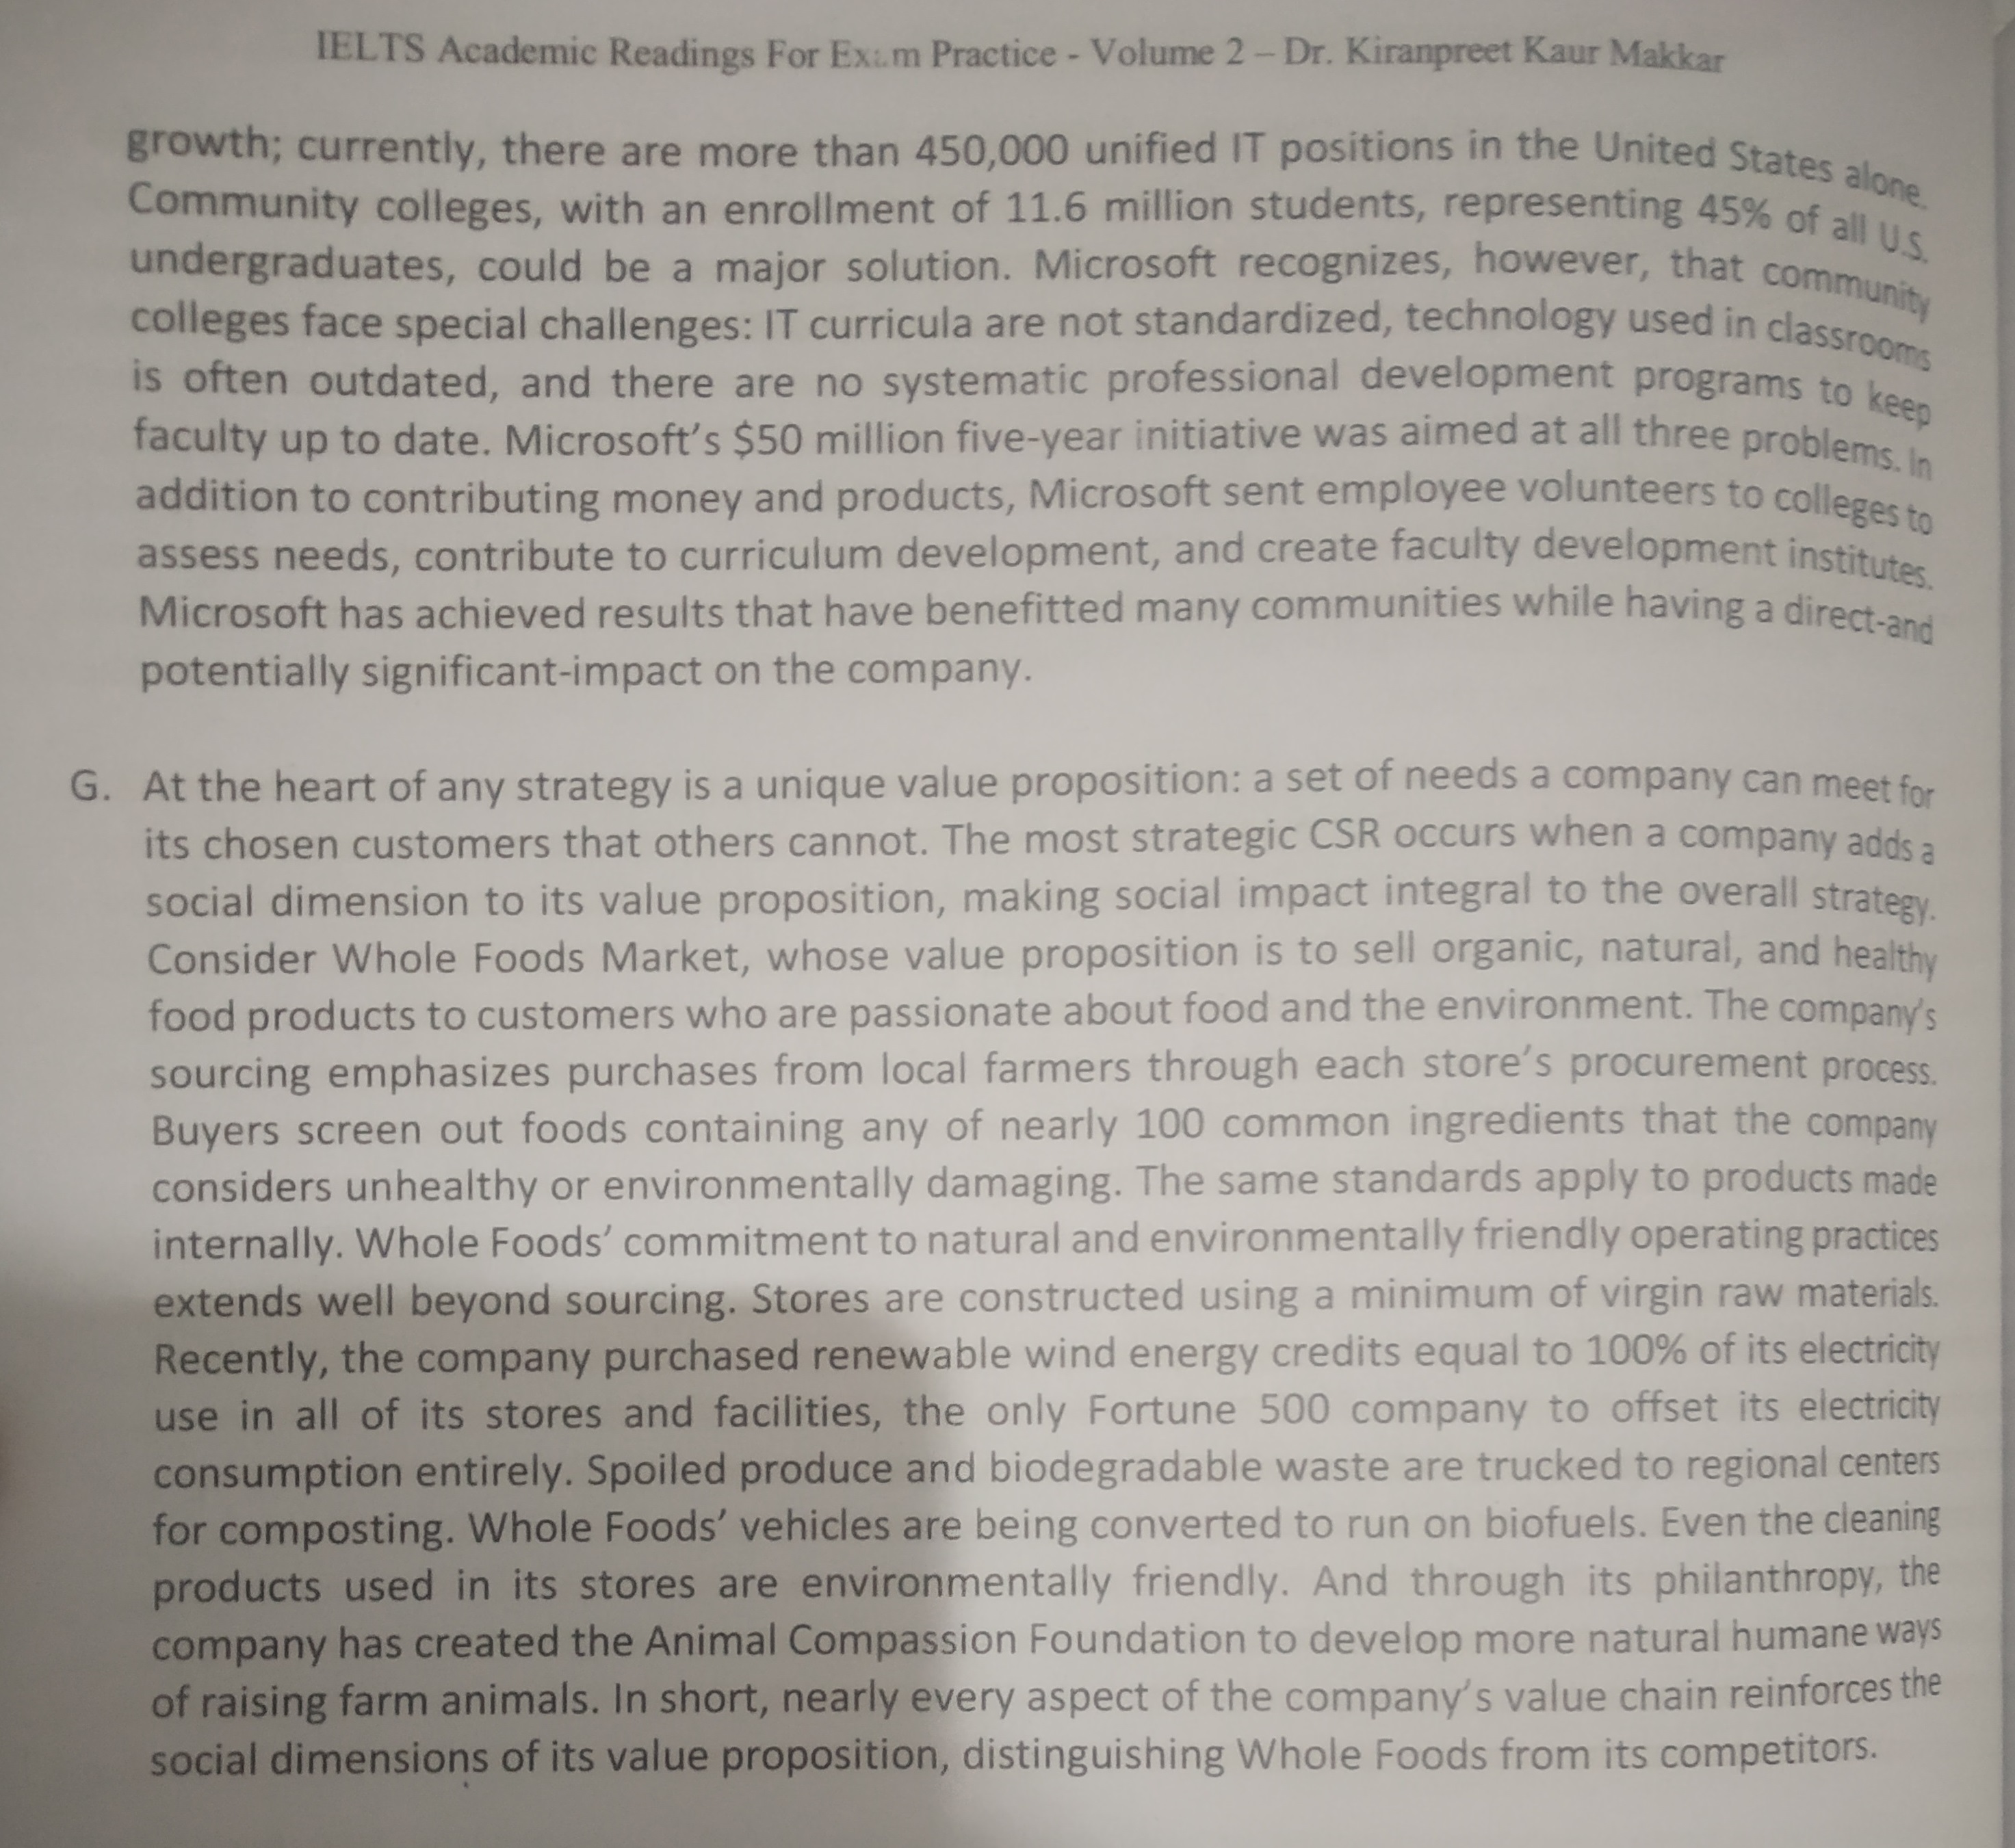 IELTS Academic Readings For Exam Practice - Volume 2 – Dr. Kiranpreet Kaur Makkar
growth; currently, there are more than 450,000 unified IT positions in the United States alone.
Community colleges, with an enrollment of 11.6 million students, representing 45% of all U.S.
undergraduates, could be a major solution. Microsoft recognizes, however, that community
colleges face special challenges: IT curricula are not standardized, technology used in classrooms
is often outdated, and there are no systematic professional development programs to keep
faculty up to date. Microsoft's $50 million five-year initiative was aimed at all three problems. In
addition to contributing money and products, Microsoft sent employee volunteers to colleges to
assess needs, contribute to curriculum development, and create faculty development institutes.
Microsoft has achieved results that have benefitted many communities while having a direct-and
potentially significant-impact on the company.
G. At the heart of any strategy is a unique value proposition: a set of needs a company can meet for
its chosen customers that others cannot. The most strategic CSR occurs when a company adds a
social dimension to its value proposition, making social impact integral to the overall strategy.
Consider Whole Foods Market, whose value proposition is to sell organic, natural, and healthy
food products to customers who are passionate about food and the environment. The company's
sourcing emphasizes purchases from local farmers through each store's procurement process.
Buyers screen out foods containing any of nearly 100 common ingredients that the company
considers unhealthy or environmentally damaging. The same standards apply to products made
internally. Whole Foods' commitment to natural and environmentally friendly operating practices
extends well beyond sourcing. Stores are constructed using a minimum of virgin raw materials.
Recently, the company purchased renewable wind energy credits equal to 100% of its electricity
use in all of its stores and facilities, the only Fortune 500 company to offset its electricity
consumption entirely. Spoiled produce and biodegradable waste are trucked to regional centers
for composting. Whole Foods' vehicles are being converted to run on biofuels. Even the cleaning
products used in its stores are environmentally friendly. And through its philanthropy, the
company has created the Animal Compassion Foundation to develop more natural humane ways
of raising farm animals. In short, nearly every aspect of the company's value chain reinforces the
social dimensions of its value proposition, distinguishing Whole Foods from its competitors.